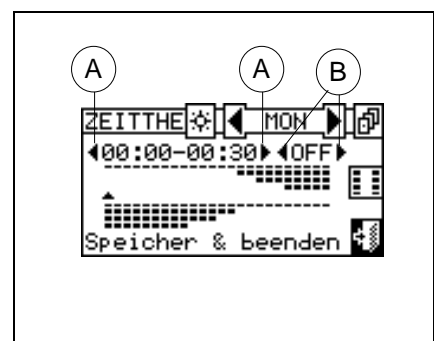 A A B
ZEITTHE MON
00:00-00:30 OFF
Speicher & beenden